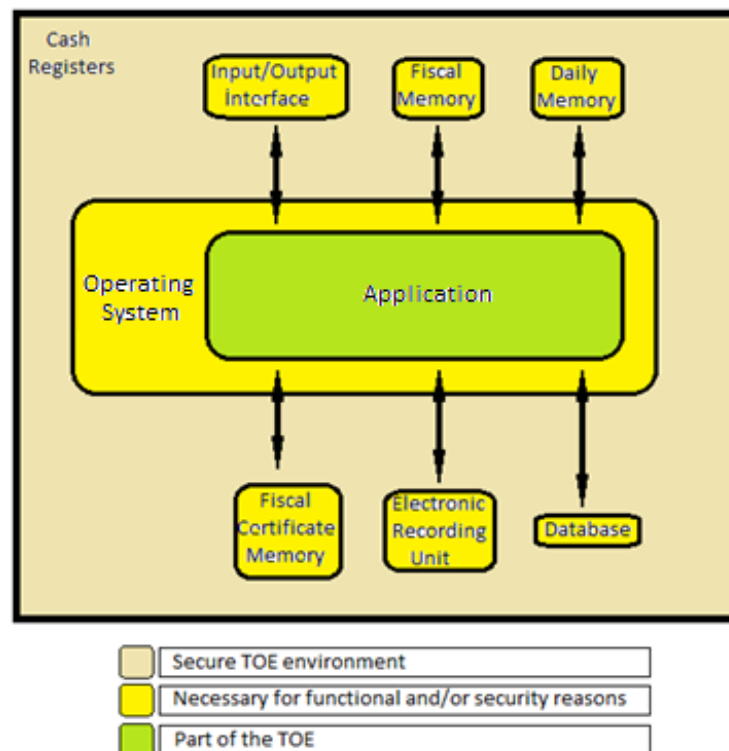 Cash
Registers
Input/Output
İnterface
Fiscal
Memory
Daily
Memory
Operating
System
Application
Fiscal
Certificate
Memory
Electronic
Recording
Unit
Database
Secure TOE environment
Necessary for functional and/or security reasons
Part of the TOE